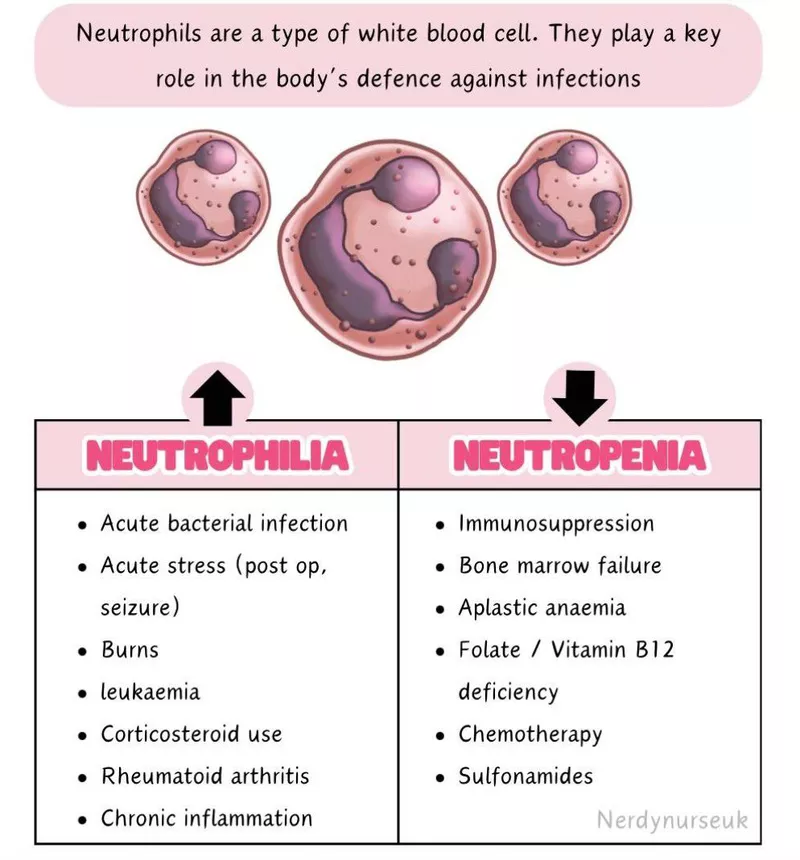 Neutrophils are a type of white blood cell. They play a key
role in the body's defence against infections
NEUTROPHILIA
• Acute bacterial infection
• Acute stress (post op,
seizure)
• Burns
• leukaemia
• Corticosteroid use
• Rheumatoid arthritis
• Chronic inflammation
NEUTROPENIA
• Immunosuppression
• Bone marrow failure
• Aplastic anaemia
• Folate / Vitamin B12
deficiency
• Chemotherapy
• Sulfonamides
Nerdynurseuk